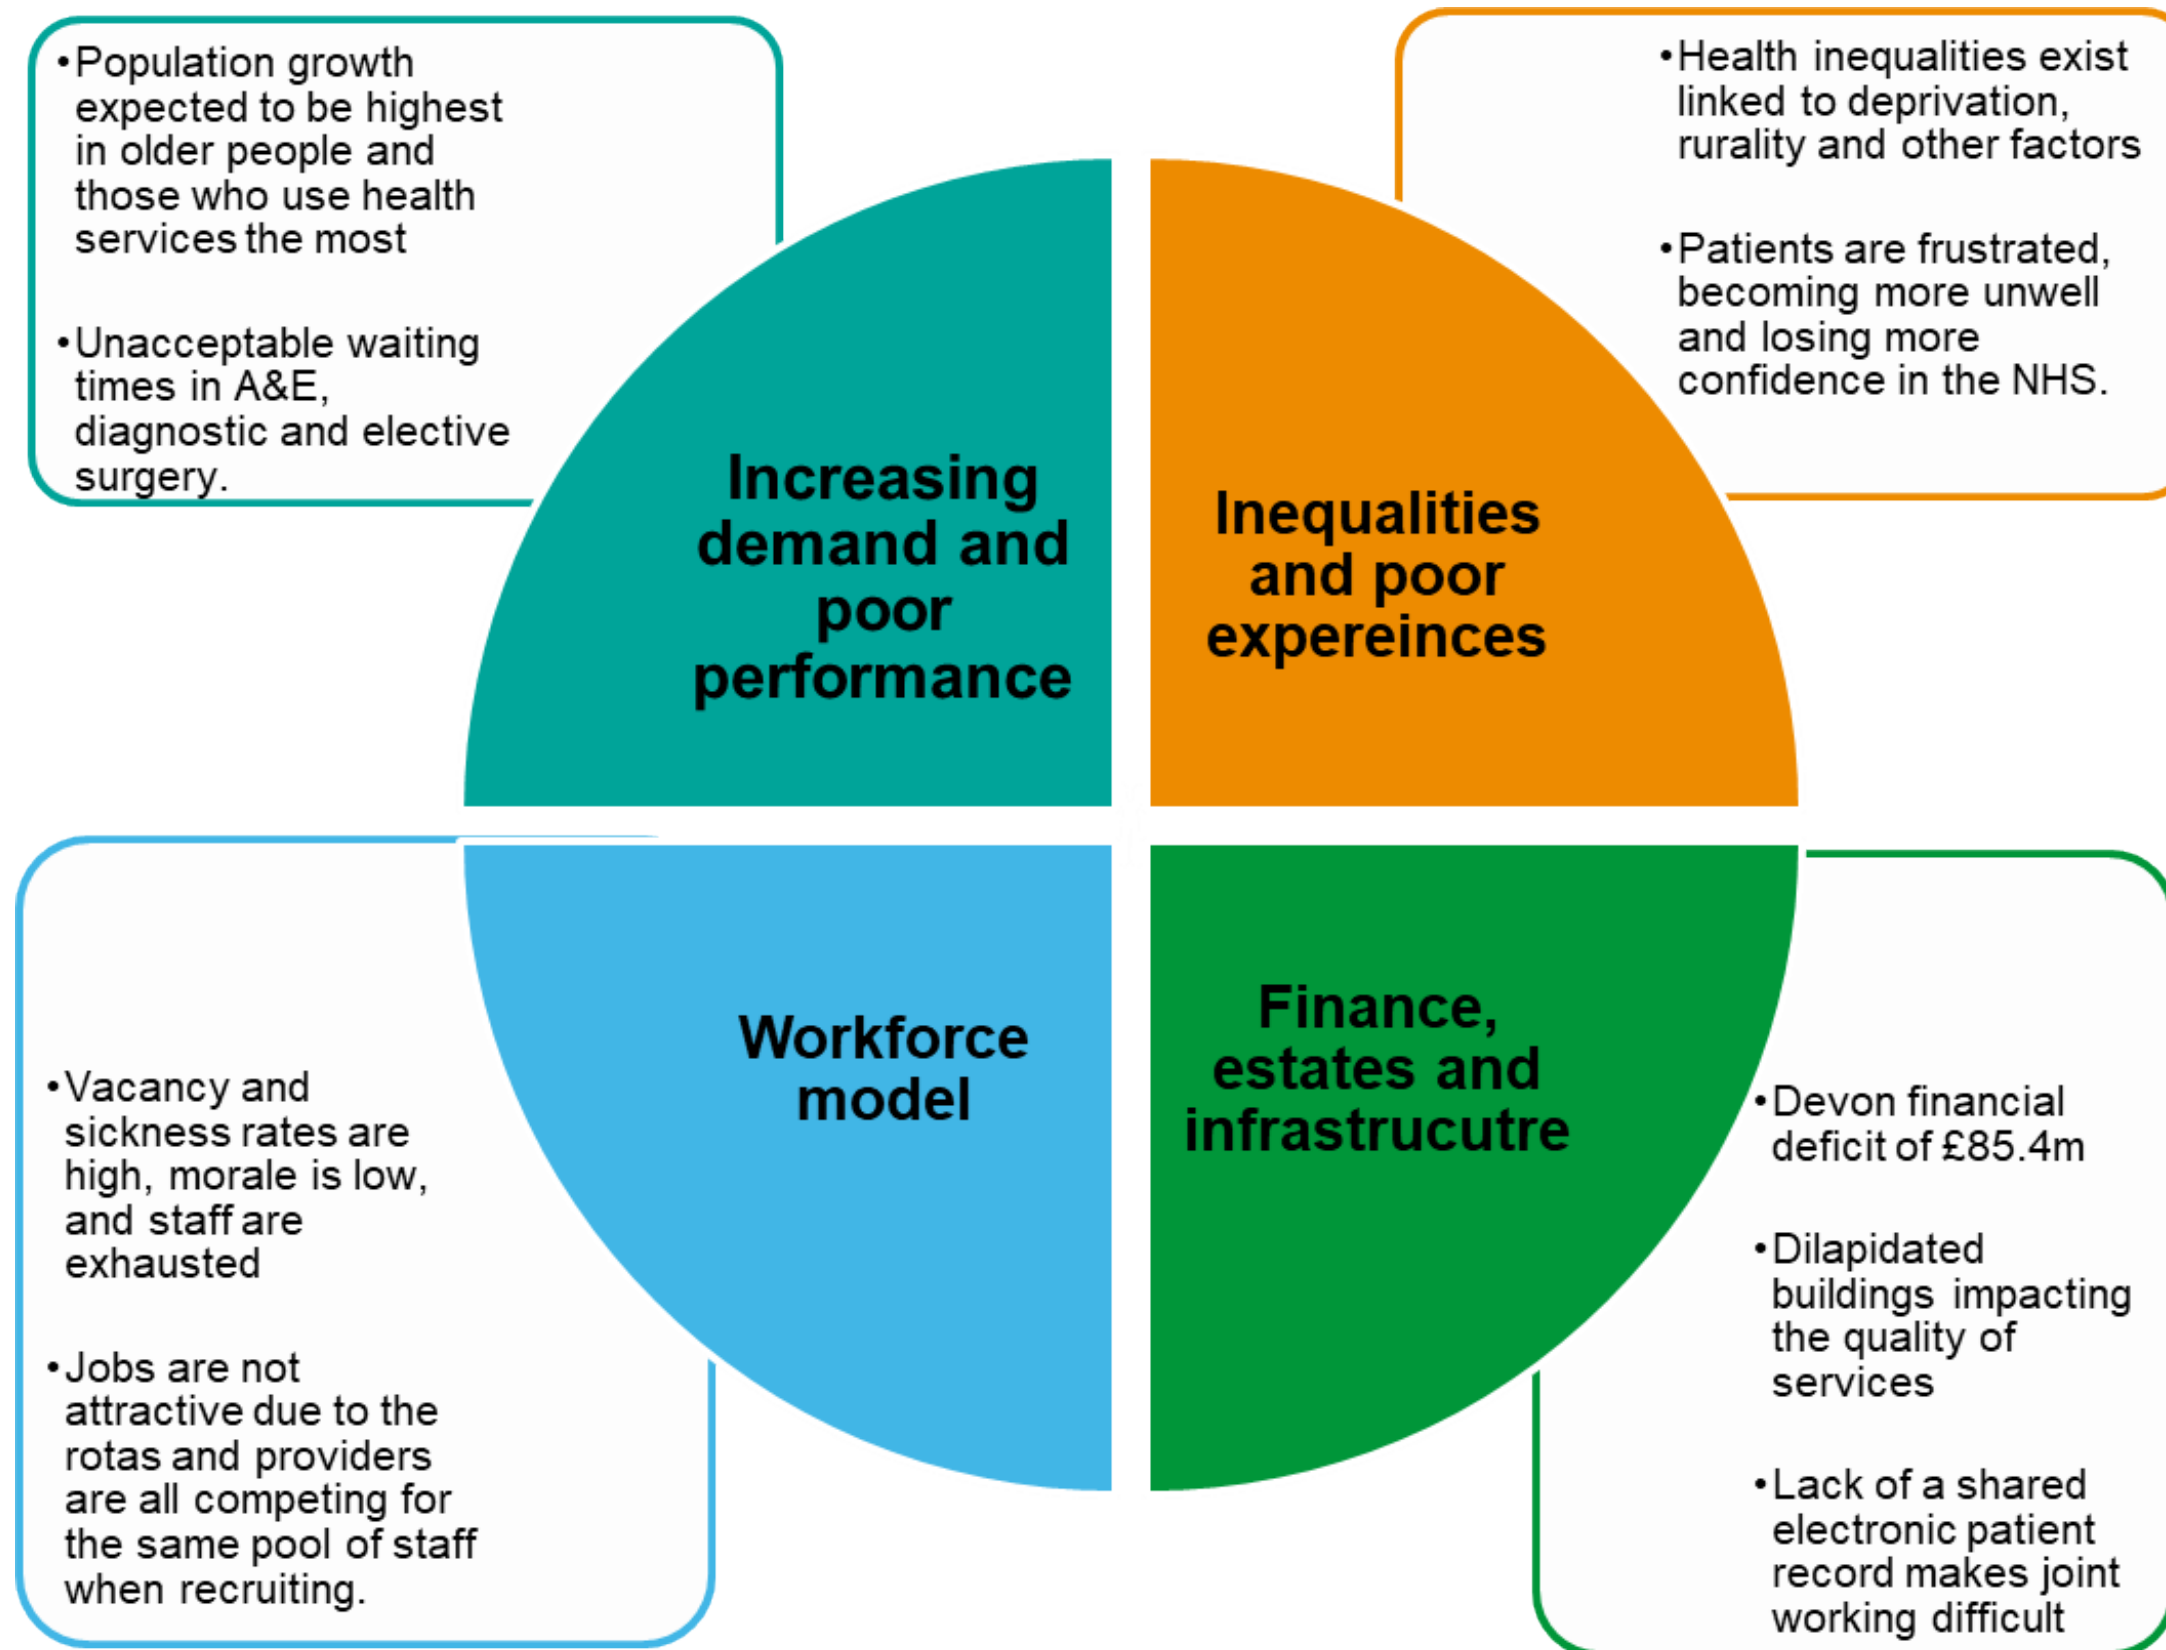 •Population growth
expected to be highest
in older people and
those who use health
services the most
•Unacceptable waiting
times in A&E,
diagnostic and elective
surgery.
Increasing
demand and
poor
performance
•Health inequalities exist
linked to deprivation,
rurality and other factors
•Patients are frustrated,
becoming more unwell
and losing more
confidence in the NHS.
Inequalities
and poor
expereinces
•Vacancy and
sickness rates are
high, morale is low,
and staff are
exhausted
•Jobs are not
attractive due to the
rotas and providers
are all competing for
the same pool of staff
when recruiting.
Workforce
model
Finance,
estates and
infrastrucutre
•Devon financial
deficit of £85.4m
•Dilapidated
buildings impacting
the quality of
services
•Lack of a shared
electronic patient
record makes joint
working difficult